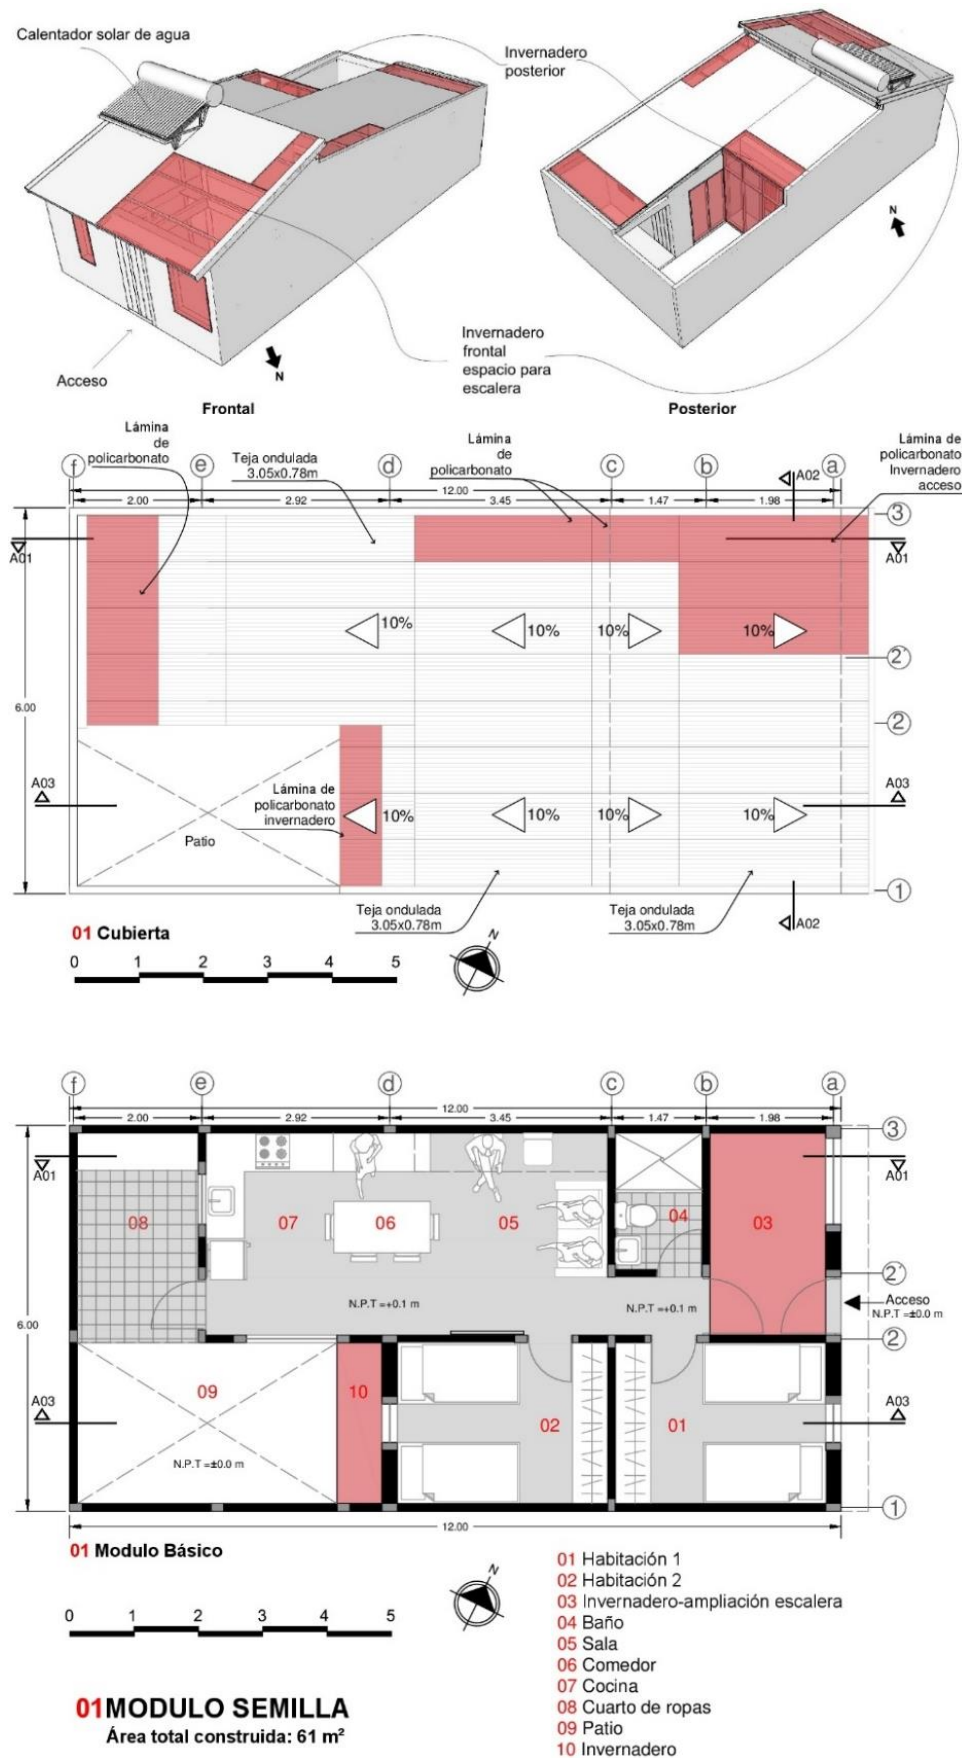 Calentador solar de agua
Invernadero
posterior
N
Invernadero
frontal
espacio para
escalera
Acceso
N
Frontal
Posterior
Lámina
de
policarbonato
Teja ondulada
3.05x0.78m
Lámina
de
policarbonato
Lámina de
policarbonato
Invernadero
acceso
f
e
d
c
b
a
A02
12.00
2.00
2.92
3.45
1.47
1.98
3
A01
A01
10%
10%
10%
10%
2'
6.00
2
A03
A03
Lámina de
policarbonato
invernadero
10%
10%
10%
10%
Patio
1
Teja ondulada
3.05x0.78m
Teja ondulada
3.05x0.78m
A02
01 Cubierta
N
0 1 2 3 4 5
f
e
d
c
b
a
12.00
2.00
2.92
3.45
1.47
1.98
3
A01
A01
08
07
06
05
04
03
2'
N.P.T =+0.1 m
N.P.T =+0.1 m
Acceso
N.P.T =±0.0 m
6.00
2
09
10
02
01
A03
A03
N.P.T =±0.0 m
1
12.00
01 Modulo Básico
N
0 1 2 3 4 5
01 Habitación 1
02 Habitación 2
03 Invernadero-ampliación escalera
04 Baño
05 Sala
06 Comedor
07 Cocina
08 Cuarto de ropas
09 Patio
10 Invernadero
01MODULO SEMILLA
Área total construida: 61 m²